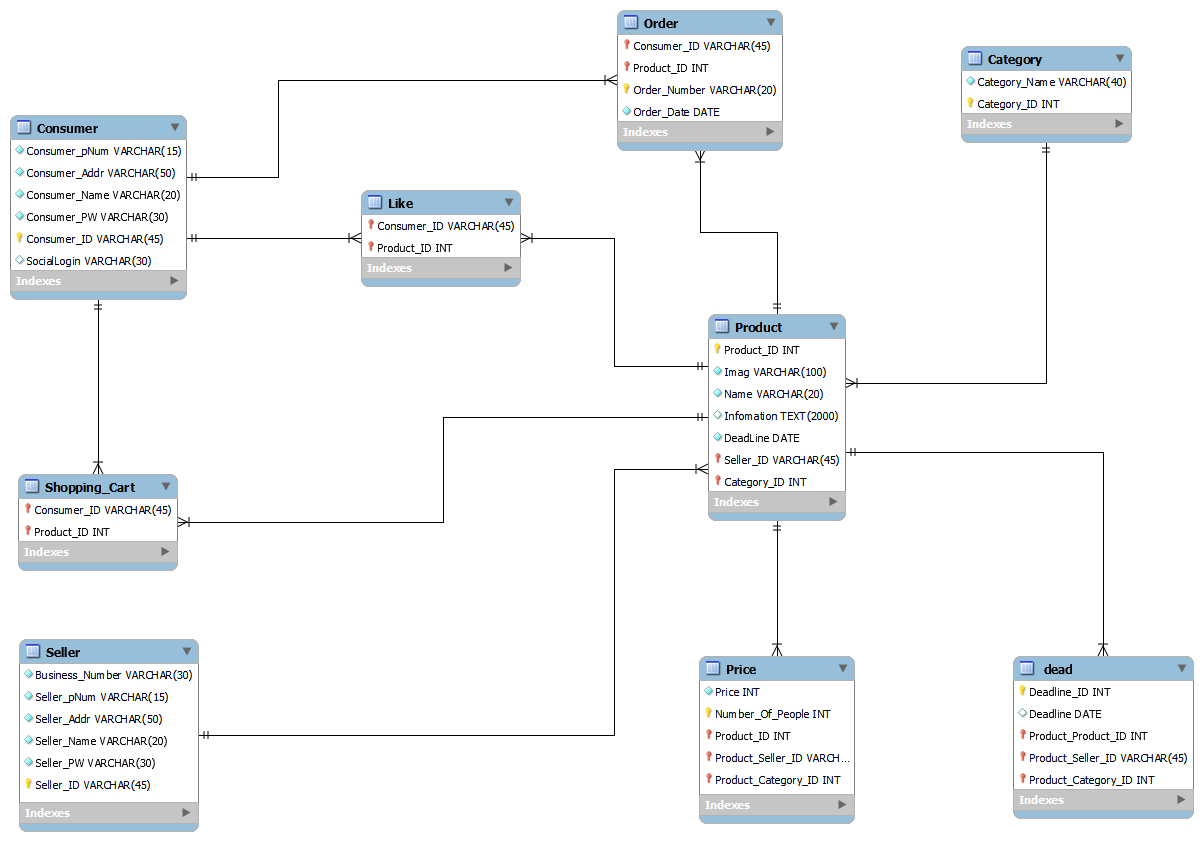 Order
Consumer_ID VARCHAR(45)
Product_ID INT
Order_Number VARCHAR(20)
Order_Date DATE
Indexes
Category
Category_Name VARCHAR(40)
Category_ID INT
Indexes
Consumer
Consumer_pNum VARCHAR(15)
Consumer_Addr VARCHAR(50)
Consumer_Name VARCHAR(20)
Consumer_PW VARCHAR(30)
Consumer_ID VARCHAR(45)
SocialLogin VARCHAR(30)
Indexes
Like
Consumer_ID VARCHAR(45)
Product_ID INT
Indexes
Product
Product_ID INT
Imag VARCHAR(100)
Name VARCHAR(20)
Infomation TEXT(2000)
DeadLine DATE
Seller_ID VARCHAR(45)
Category_ID INT
Indexes
Shopping_Cart
Consumer_ID VARCHAR(45)
Product_ID INT
Indexes
Seller
Business_Number VARCHAR(30)
Seller_pNum VARCHAR(15)
Seller_Addr VARCHAR(50)
Seller_Name VARCHAR(20)
Seller_PW VARCHAR(30)
Seller_ID VARCHAR(45)
Indexes
Price
Price INT
Number_Of_People INT
Product_ID INT
Product_Seller_ID VARCH...
Product_Category_ID INT
Indexes
dead
Deadline_ID INT
Deadline DATE
Product_Product_ID INT
Product_Seller_ID VARCHAR(45)
Product_Category_ID INT
Indexes